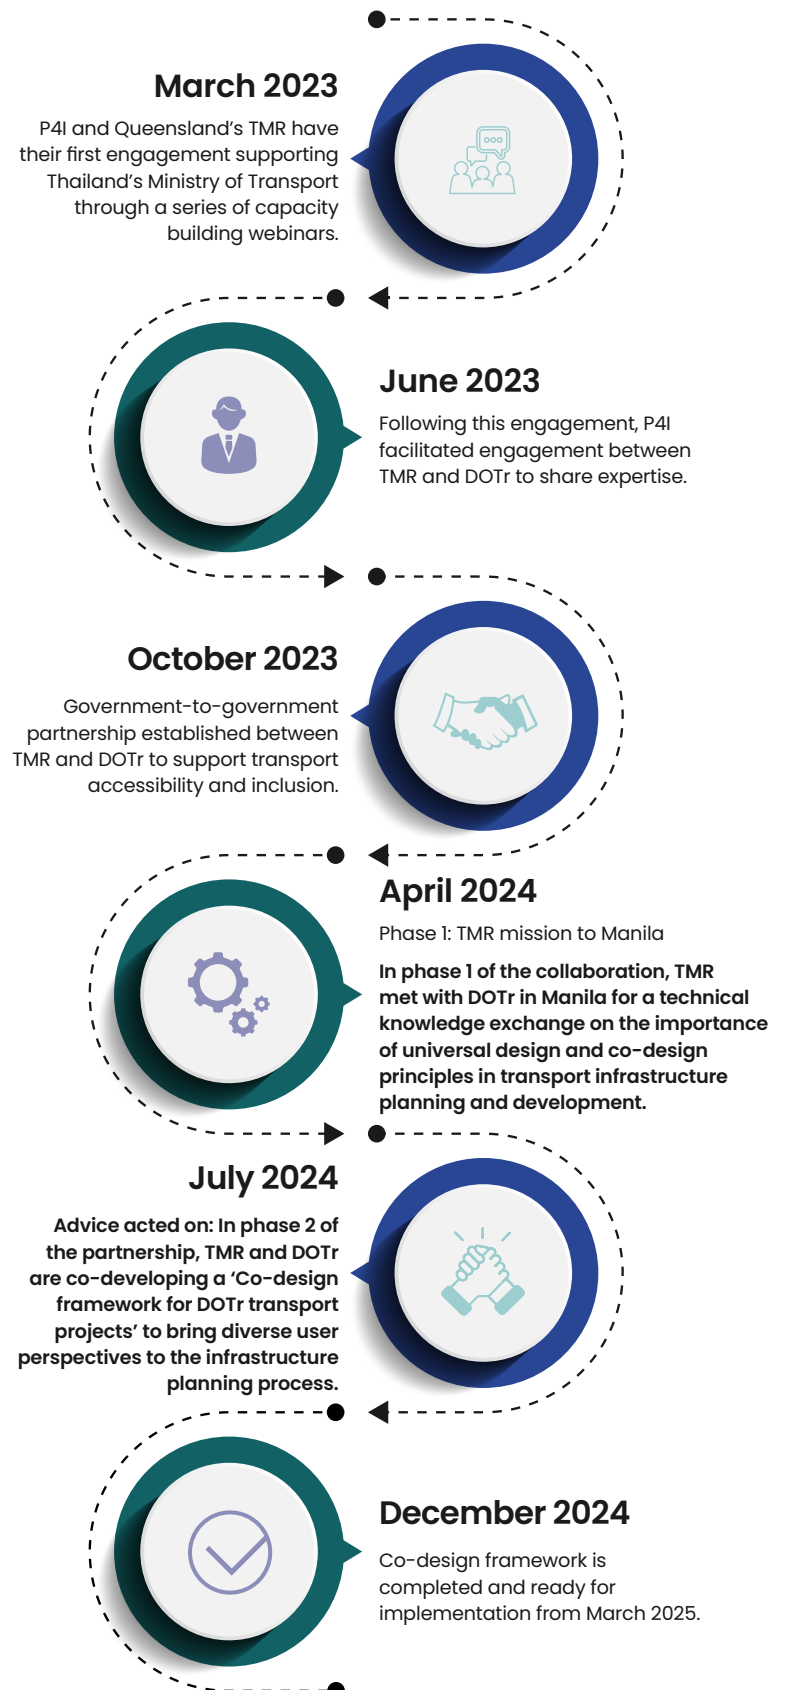 March 2023
P4I and Queensland’s TMR have
their first engagement supporting
Thailand’s Ministry of Transport
through a series of capacity
building webinars.
June 2023
Following this engagement, P4I
facilitated engagement between
TMR and DOTr to share expertise.
October 2023
Government-to-government
partnership established between
TMR and DOTr to support transport
accessibility and inclusion.
April 2024
Phase 1: TMR mission to Manila
In phase 1 of the collaboration, TMR
met with DOTr in Manila for a technical
knowledge exchange on the importance
of universal design and co-design
principles in transport infrastructure
planning and development.
July 2024
Advice acted on: In phase 2 of
the partnership, TMR and DOTr
are co-developing a ‘Co-design
framework for DOTr transport
projects’ to bring diverse user
perspectives to the infrastructure
planning process.
December 2024
Co-design framework is
completed and ready for
implementation from March 2025.